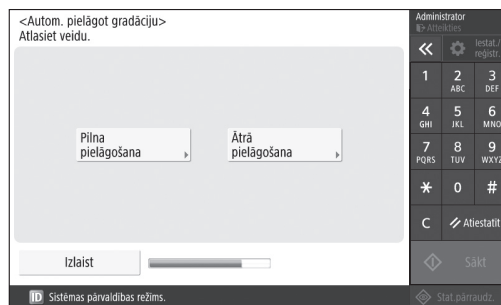 <Autom. pielāgot gradāciju>
Atlasiet veidu.
Pilna
pielāgošana
Ātrā
pielāgošana
Izlaist
ID Sistēmas pārvaldības režīms.
Administrator
Atteikties
Iestat./
reģistr.
1 2 3
ABC DEF
4 5 6
GHI JKL MNO
7 8 9
PQRS TUV WXYZ
* 0 #
C Atiestatīt
Sākt
Stat.pārraudz.